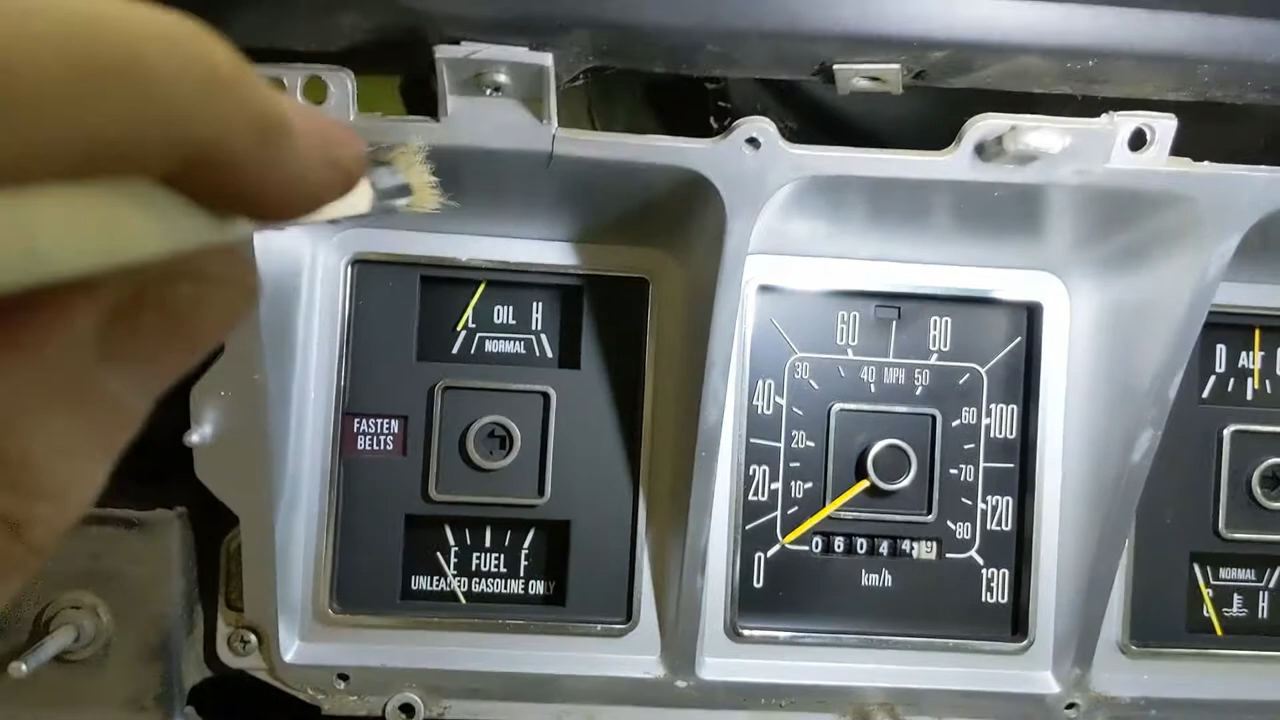 L OIL H
NORMAL
FASTEN
BELTS
E FUEL F
UNLEADED GASOLINE ONLY
60 80
30 40 MPH 50
40 60 100
20
20 10 70 120
80
060449
0 km/h 130
D ALT
NORMAL
H